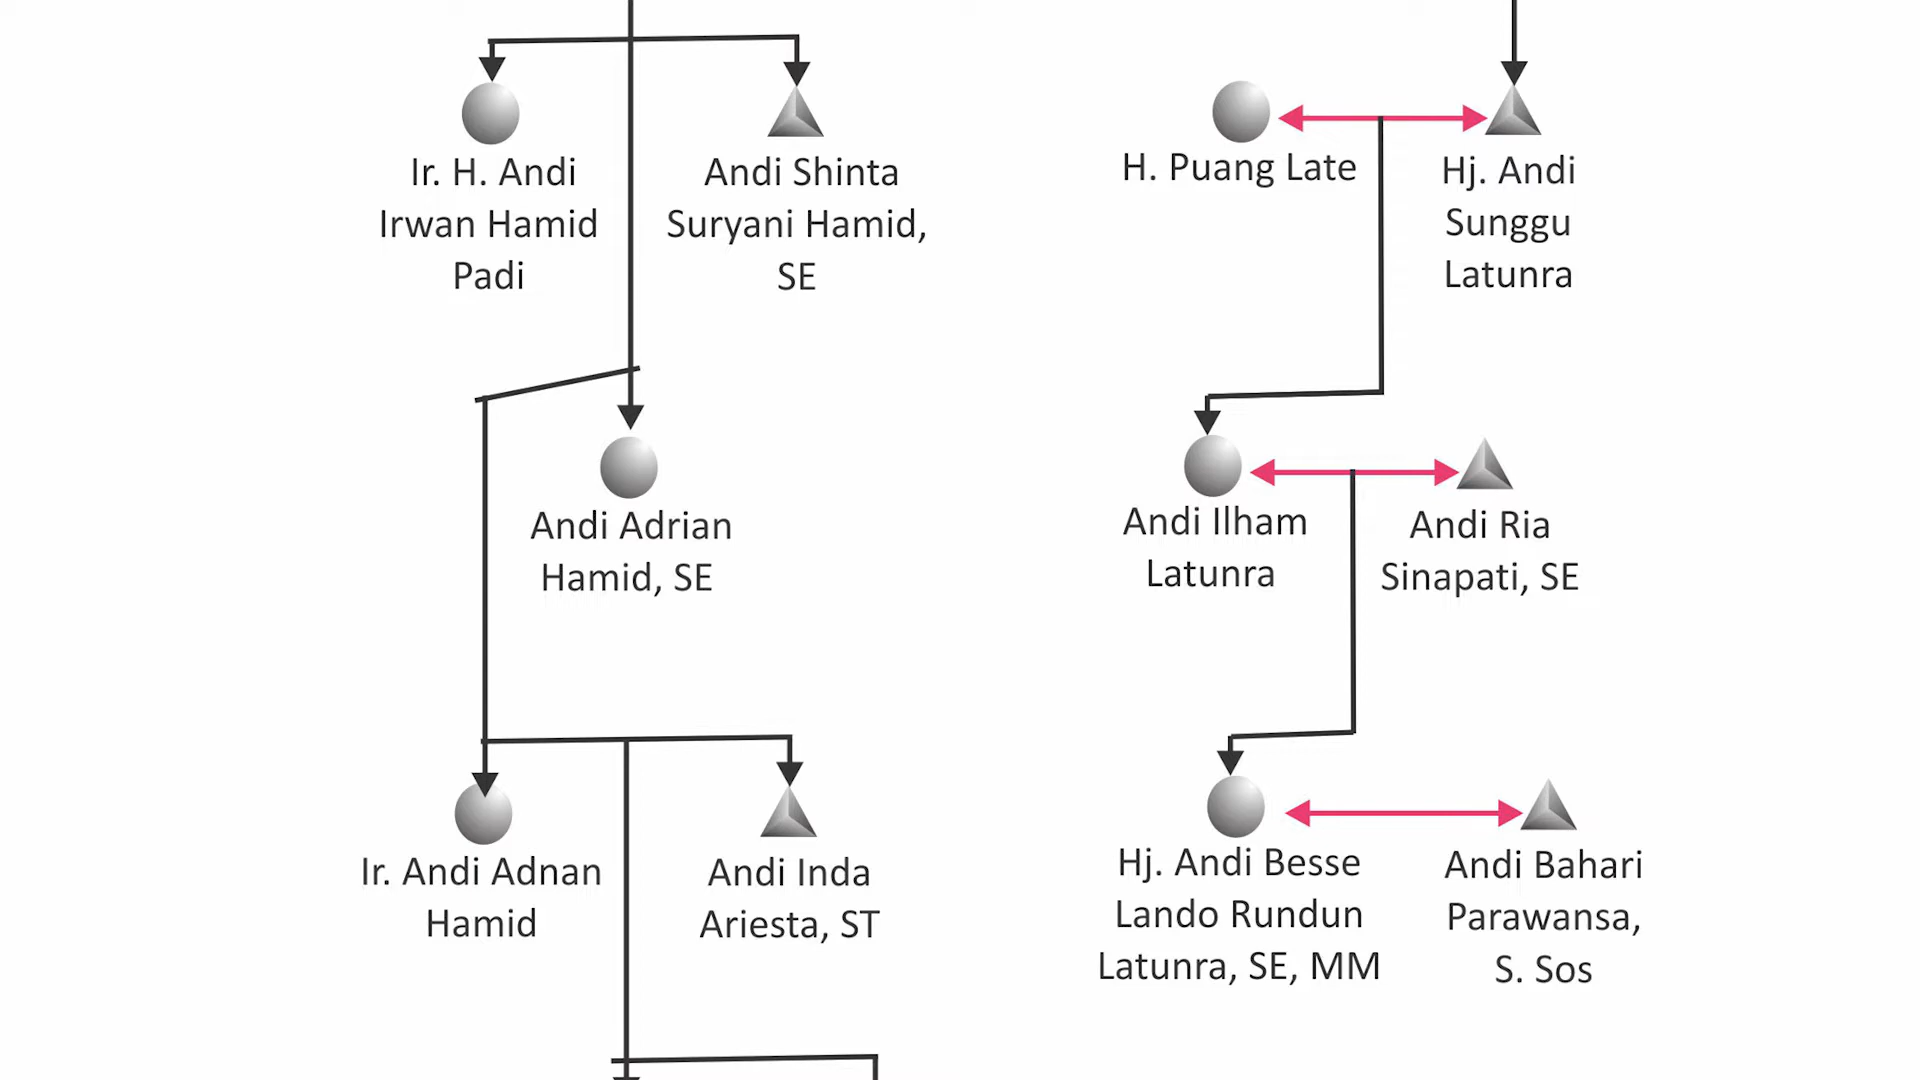 Ir. H. Andi
Irwan Hamid
Padi
Andi Shinta
Suryani Hamid,
SE
H. Puang Late
Hj. Andi
Sunggu
Latunra
Andi Adrian
Hamid, SE
Andi Ilham
Latunra
Andi Ria
Sinapati, SE
Ir. Andi Adnan
Hamid
Andi Inda
Ariesta, ST
Hj. Andi Besse
Lando Rundun
Latunra, SE, MM
Andi Bahari
Parawansa,
S. Sos